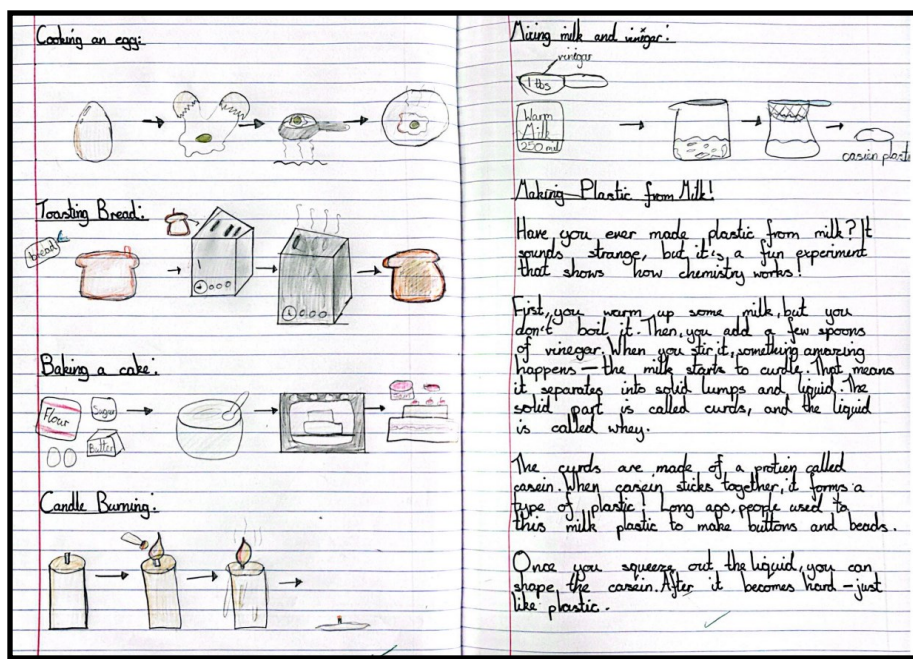 Cooking an egg:
Toasting Bread:
bread
Baking a cake:
Flour
Sugar
Butter
Candle Burning:
Mixing milk and vinegar:
vinegar
1 tbs
Warm
Milk
250 ml
casien plastic
Making Plastic from Milk!
Have you ever made plastic from milk? It
sounds strange, but it's a fun experiment
that shows how chemistry works!
First, you warm up some milk, but you
don't boil it. Then, you add a few spoons
of vinegar. When you stir it, something amazing
happens — the milk starts to curdle. That means
it separates into solid lumps and liquid. The
solid part is called curds, and the liquid
is called whey.
The curds are made of a protien called
casein. When casein sticks together, it forms a
type of plastic! Long ago, people used to
this milk plastic to make buttons and beads.
Once you squeeze out the liquid, you can
shape the casein. After it becomes hard — just
like plastic.